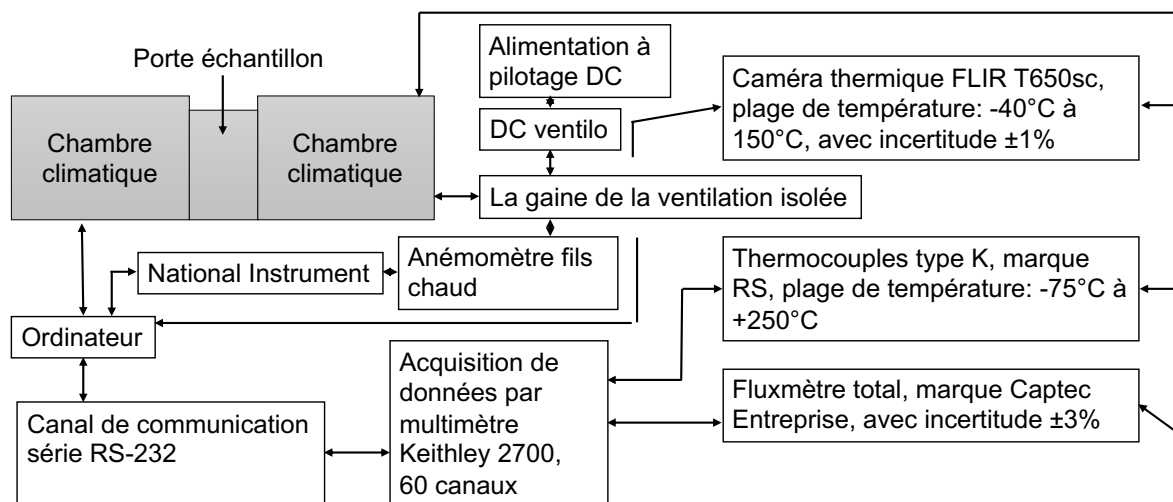 Porte échantillon
Chambre
climatique
Chambre
climatique
Alimentation à
pilotage DC
DC ventilo
La gaine de la ventilation isolée
Caméra thermique FLIR T650sc,
plage de température: -40°C à
150°C, avec incertitude ±1%
National Instrument
Anémomètre fils
chaud
Thermocouples type K, marque
RS, plage de température: -75°C à
+250°C
Ordinateur
Canal de communication
série RS-232
Acquisition de
données par
multimètre
Keithley 2700,
60 canaux
Fluxmètre total, marque Captec
Entreprise, avec incertitude ±3%